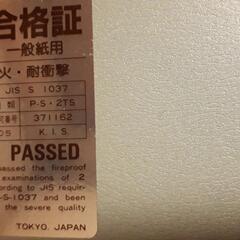 合格証
一般紙用
火・耐衝撃
JIS S 1037
P-S・2TS
371162
K.I.S.
PASSED
passed the fireproof
examinations of 2
ording to JIS requir-
S-1037 and been
the severe quality
TOKYO. JAPAN